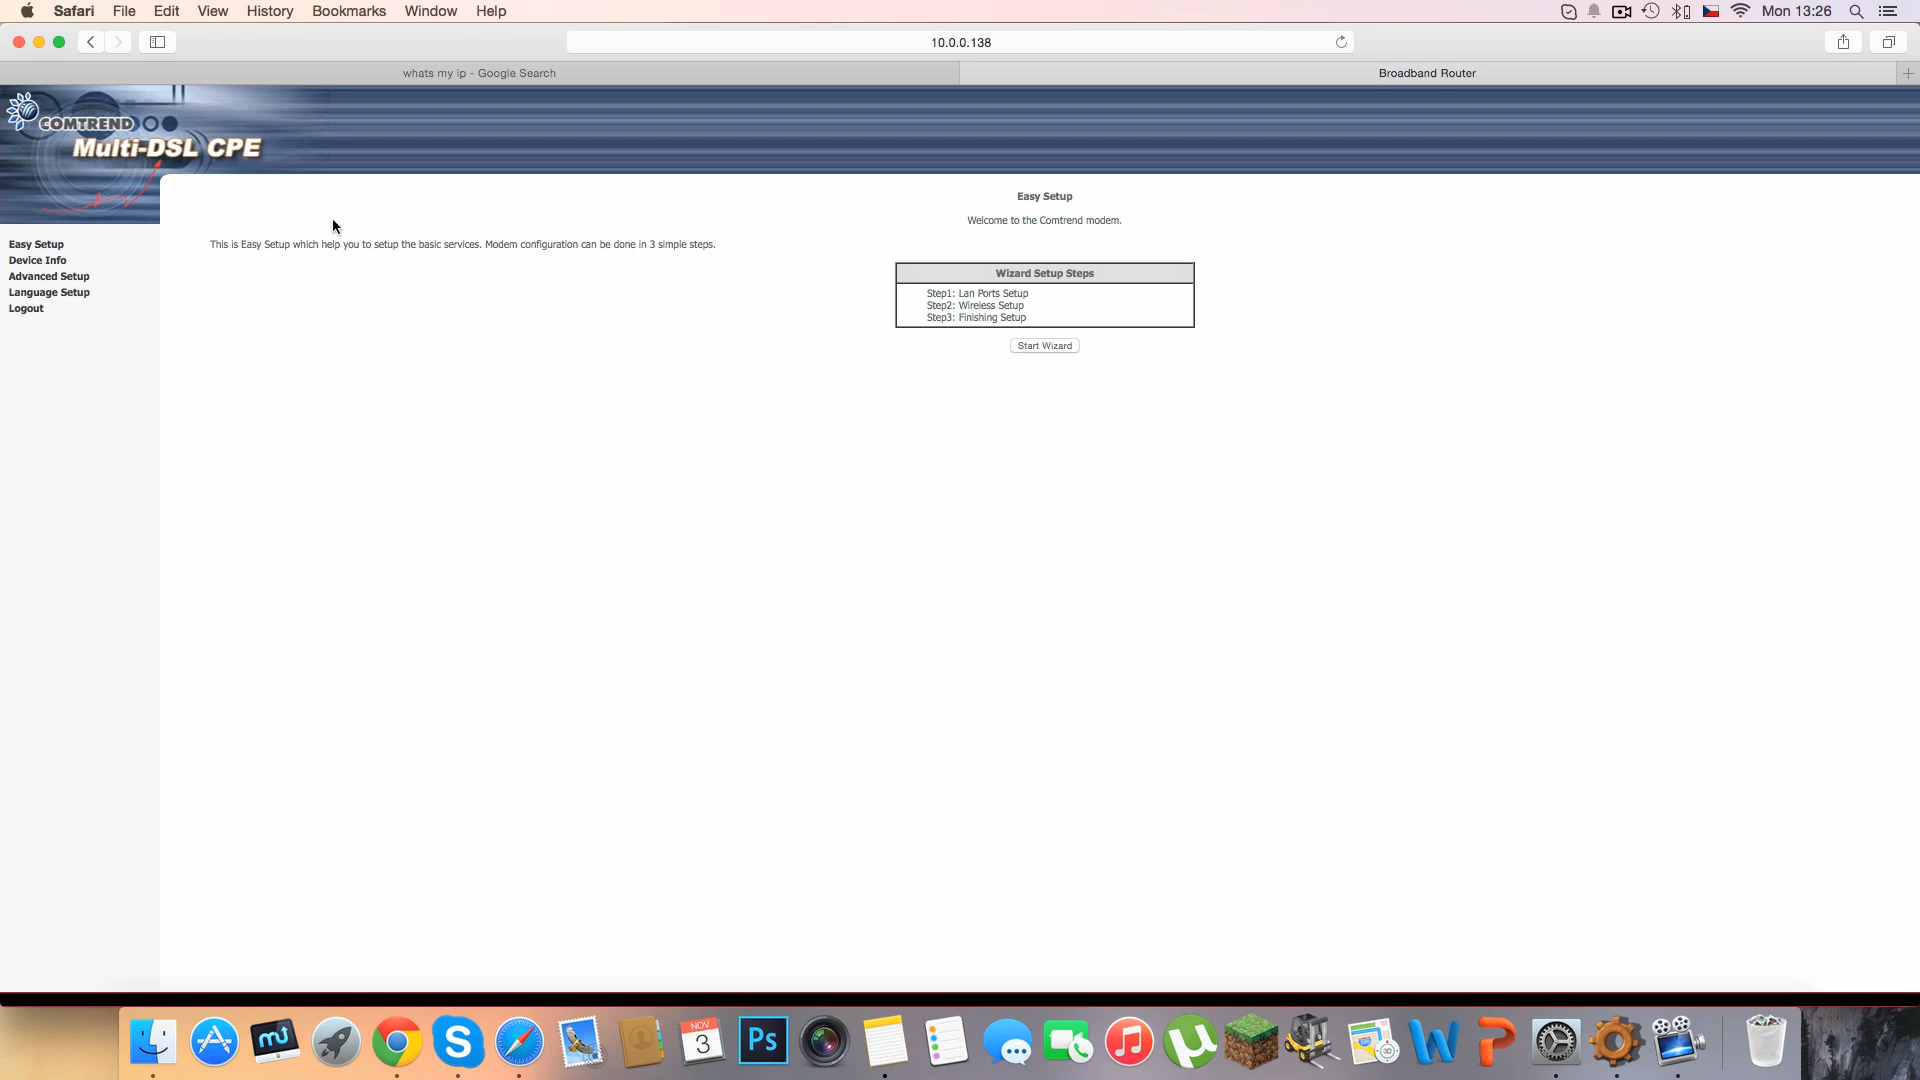 Safari File Edit View History Bookmarks Window Help Mon 13:26
10.0.0.138
whats my ip - Google Search Broadband Router
COMTREND
Multi-DSL CPE
Easy Setup
Welcome to the Comtrend modem.
Easy Setup
Device Info
Advanced Setup
Language Setup
Logout
This is Easy Setup which help you to setup the basic services. Modem configuration can be done in 3 simple steps.
Wizard Setup Steps
Step1: Lan Ports Setup
Step2: Wireless Setup
Step3: Finishing Setup
Start Wizard
NOV
3
Ps